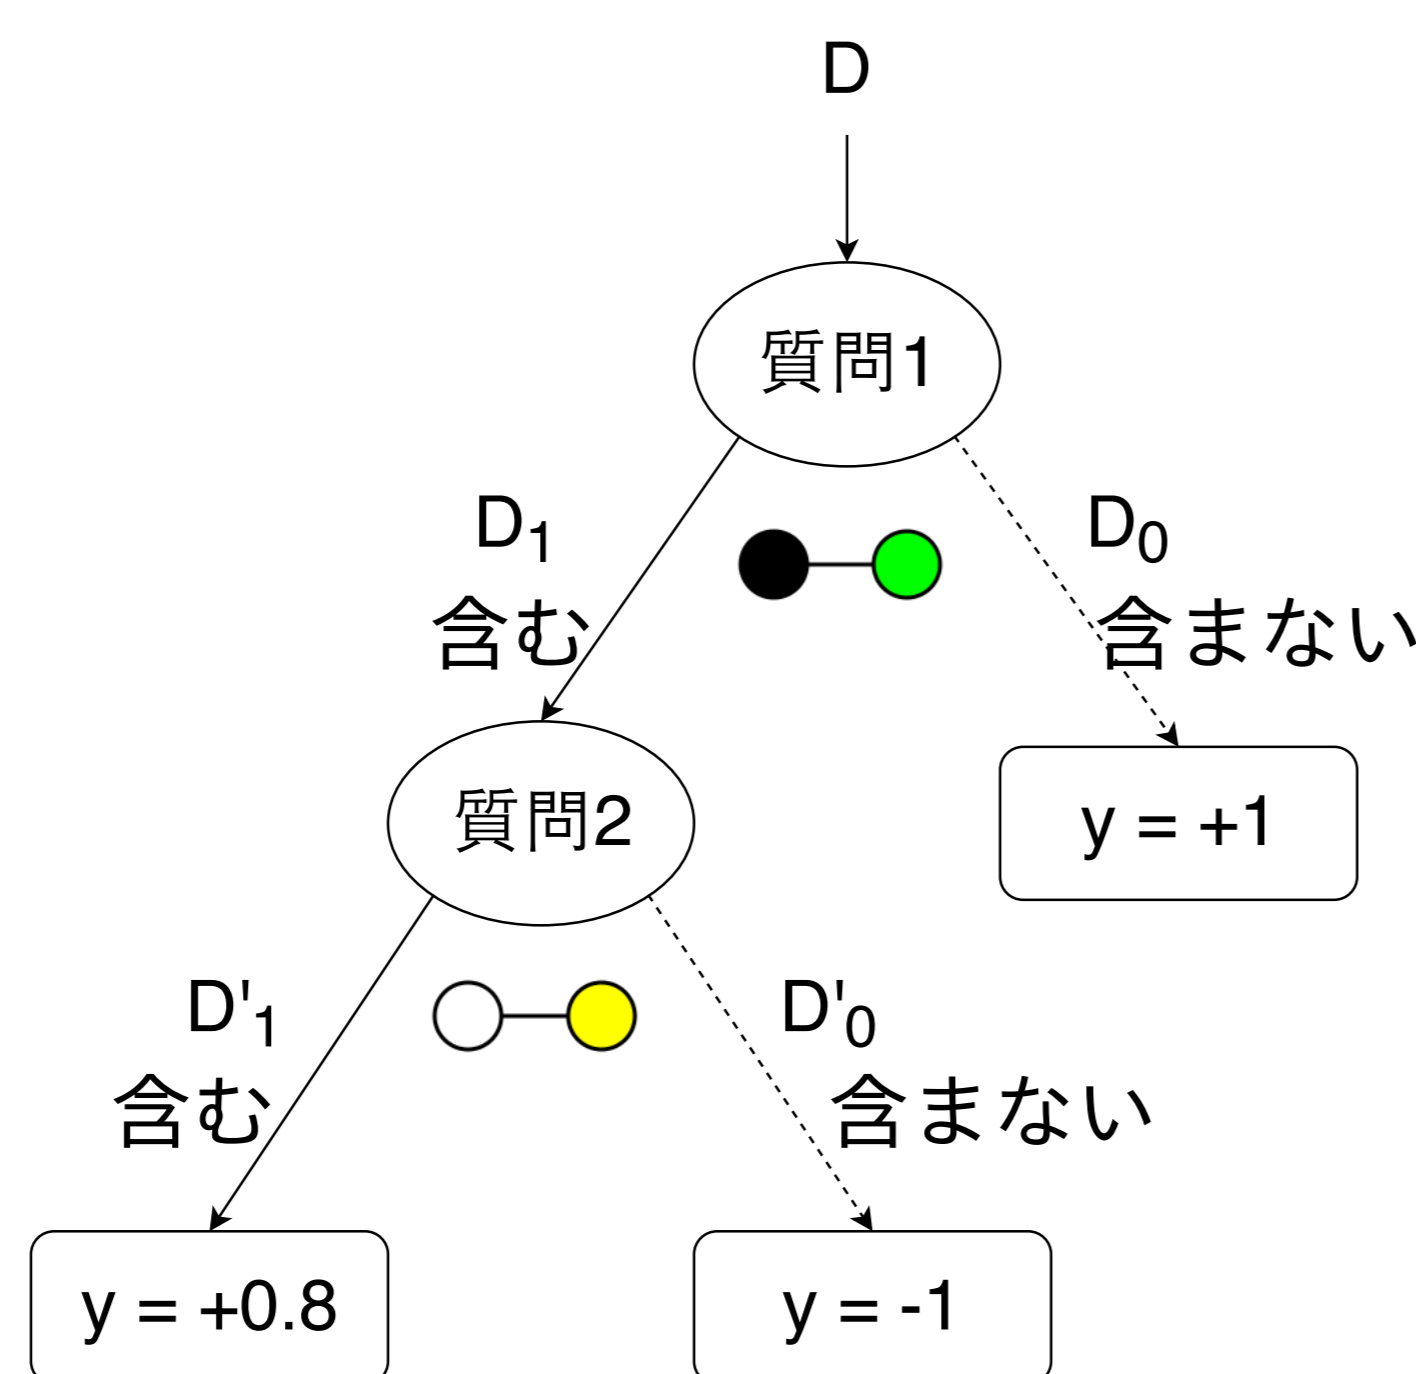 D
質問1
D1
D0
含む
含まない
質問2
y = +1
D'1
D'0
含む
含まない
y = +0.8
y = -1